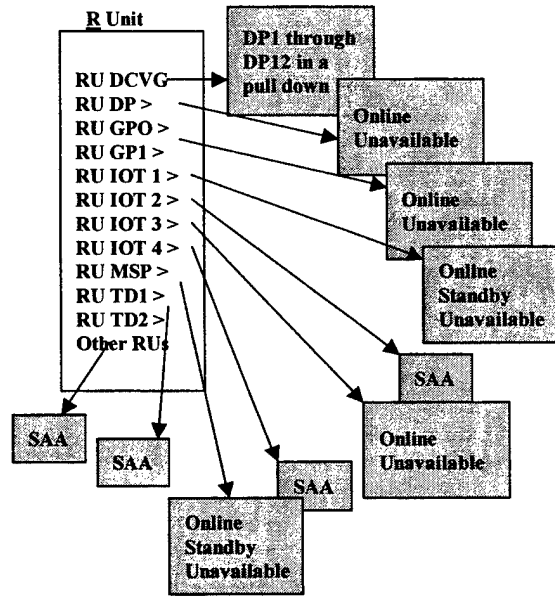 R Unit
RU DCVG
RU DP >
RU GPO >
RU GP1 >
RU IOT 1 >
RU IOT 2 >
RU IOT 3 >
RU IOT 4 >
RU MSP >
RU TD1 >
RU TD2 >
Other RUs
DP1 through
DP12 in a
pull down
Online
Unavailable
Online
Unavailable
Online
Standby
Unavailable
SAA
Online
Unavailable
SAA
SAA
SAA
Online
Standby
Unavailable